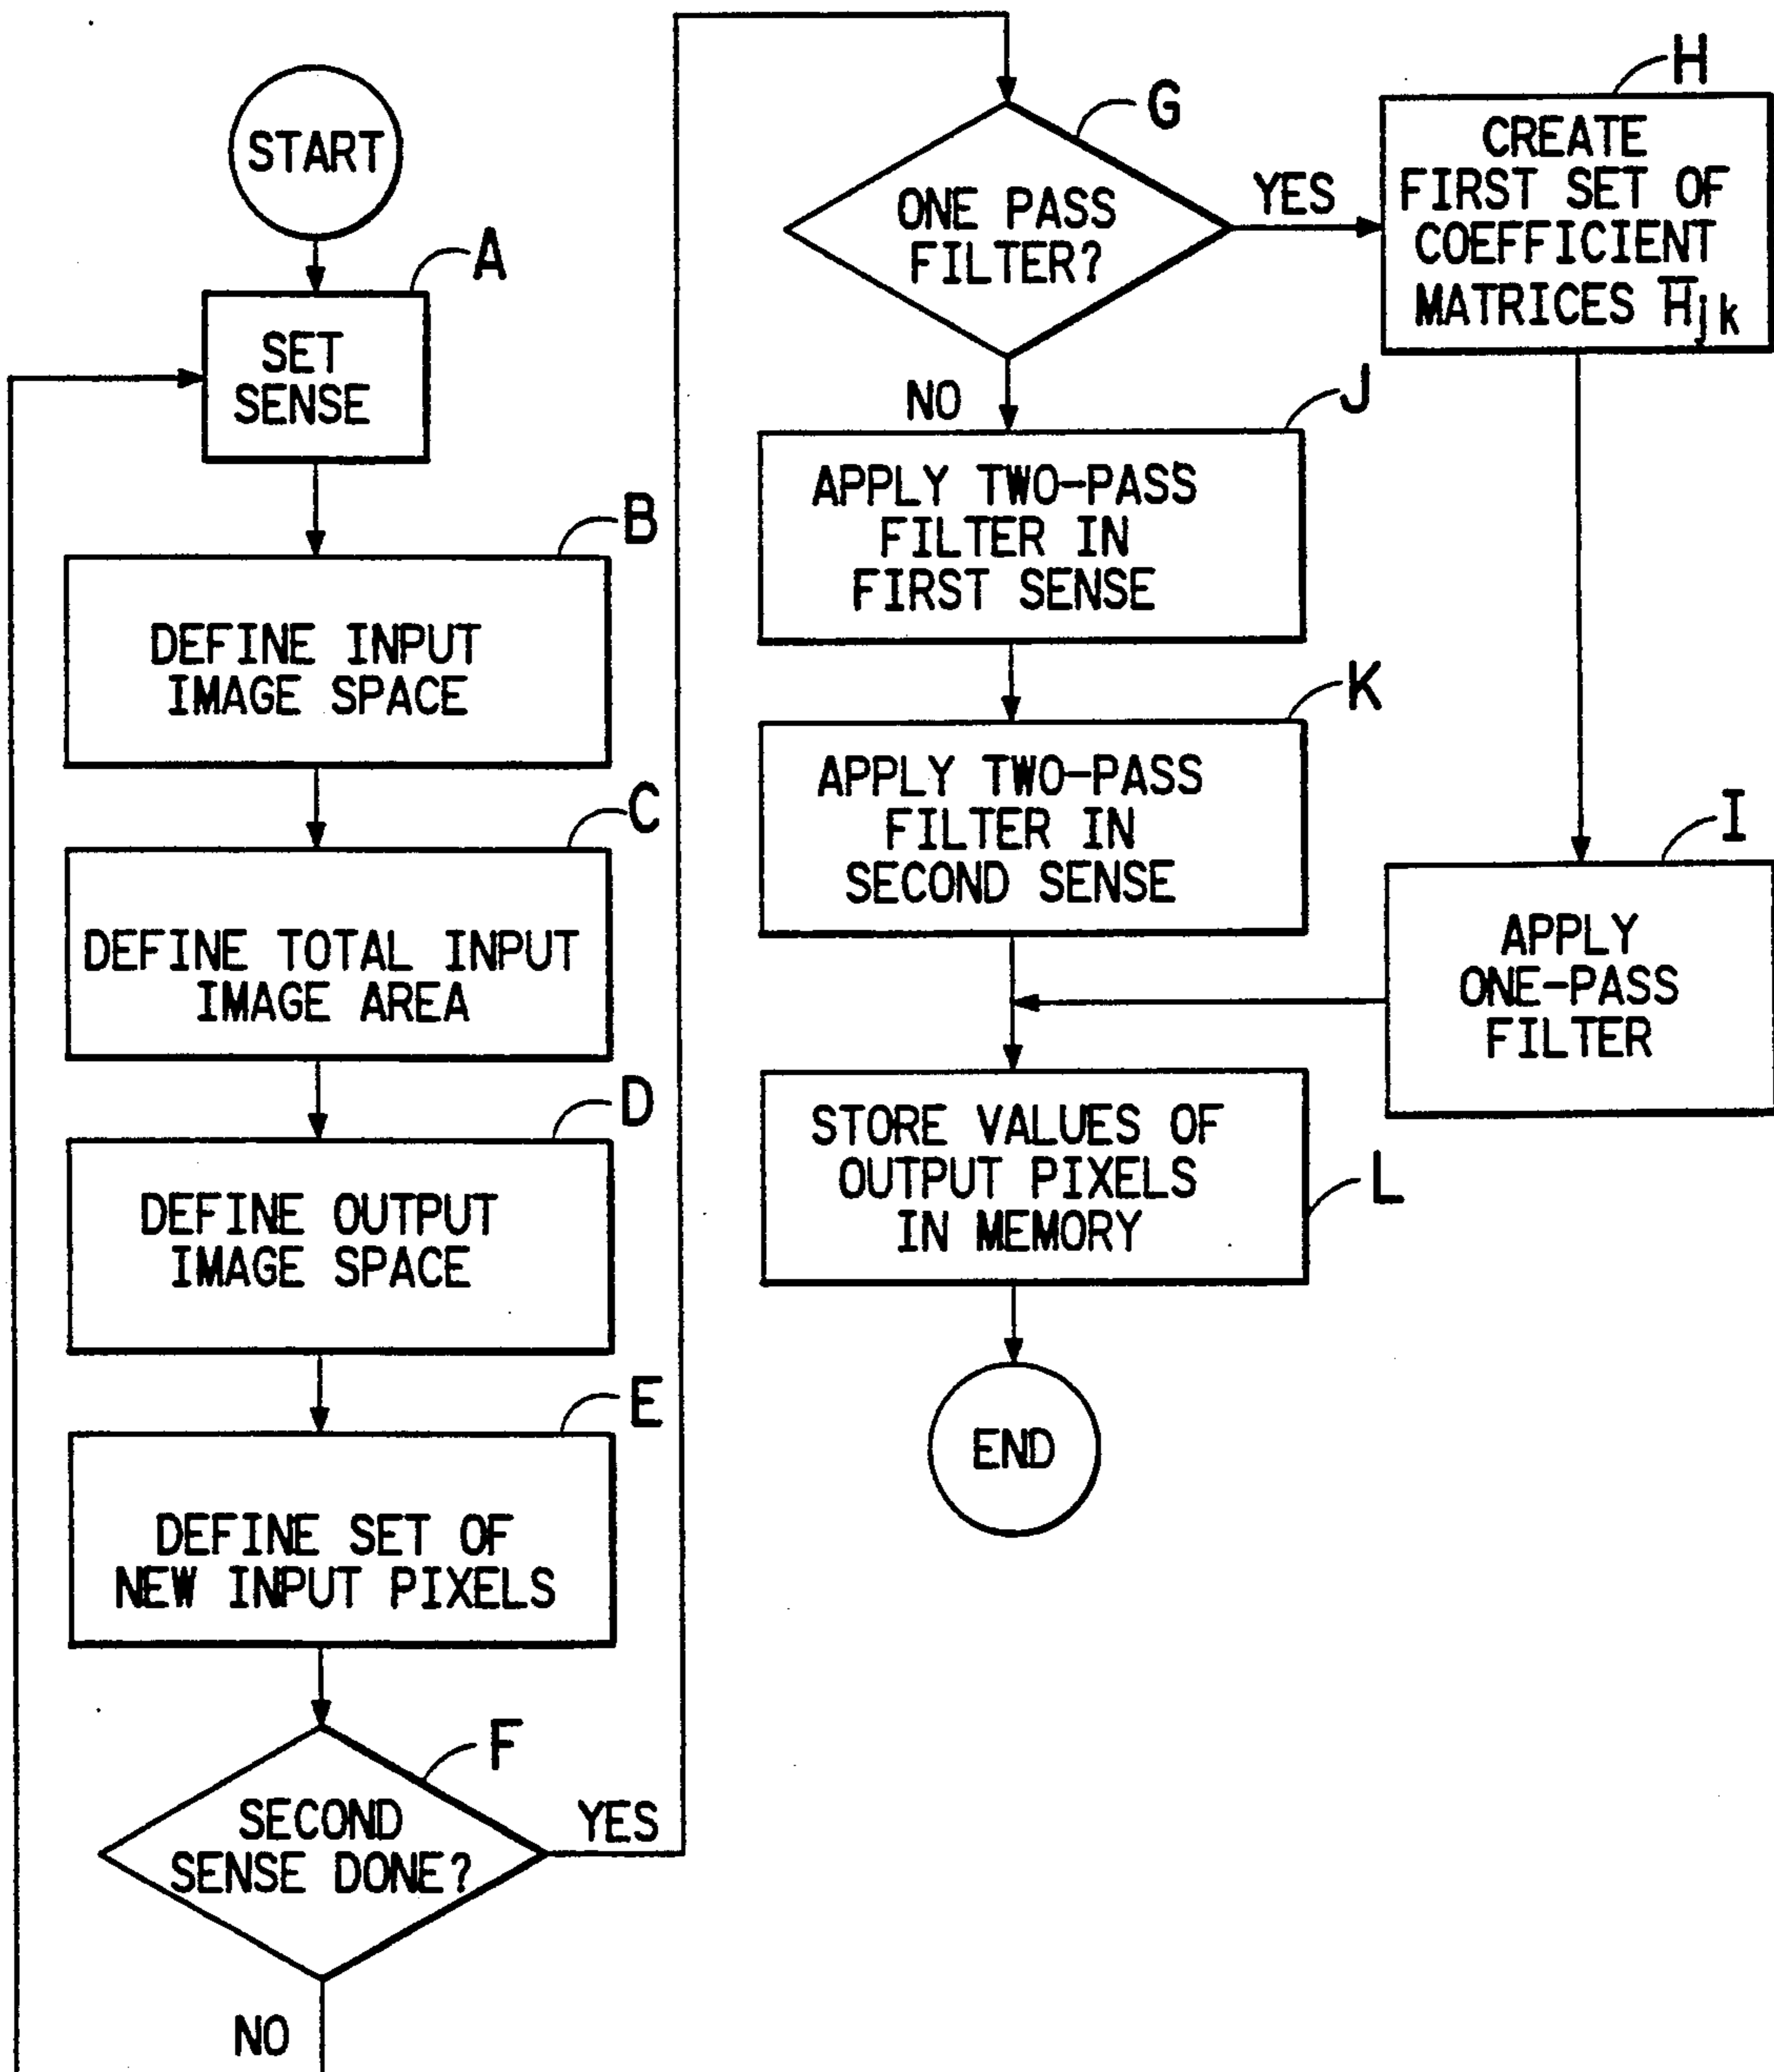 START
A
SET
SENSE
B
DEFINE INPUT
IMAGE SPACE
C
DEFINE TOTAL INPUT
IMAGE AREA
D
DEFINE OUTPUT
IMAGE SPACE
E
DEFINE SET OF
NEW INPUT PIXELS
F
SECOND
SENSE DONE?
YES
NO
G
ONE PASS
FILTER?
YES
NO
H
CREATE
FIRST SET OF
COEFFICIENT
MATRICES H̅jk
J
APPLY TWO-PASS
FILTER IN
FIRST SENSE
K
APPLY TWO-PASS
FILTER IN
SECOND SENSE
I
APPLY
ONE-PASS
FILTER
L
STORE VALUES OF
OUTPUT PIXELS
IN MEMORY
END